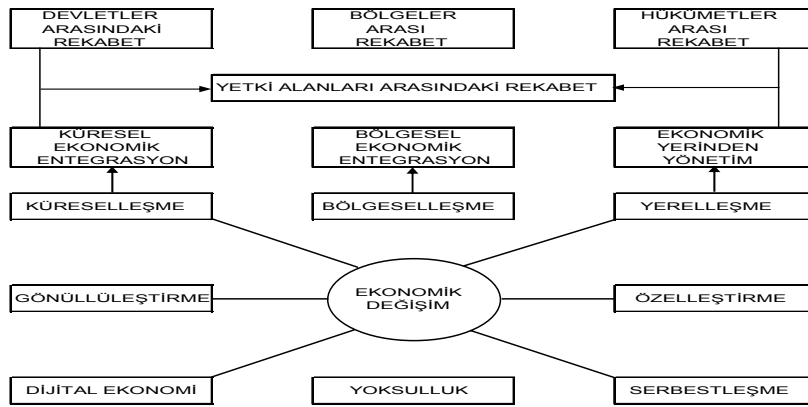 DEVLETLER
ARASINDAKİ
REKABET
BÖLGELER
ARASI
REKABET
HÜKÜMETLER
ARASI
REKABET
YETKİ ALANLARI ARASINDAKİ REKABET
KÜRESEL
EKONOMİK
ENTEGRASYON
BÖLGESEL
EKONOMİK
ENTEGRASYON
EKONOMİK
YERİNDEN
YÖNETİM
KÜRESELLEŞME
BÖLGESELLEŞME
YERELLEŞME
GÖNÜLLÜLEŞTİRME
EKONOMİK
DEĞİŞİM
ÖZELLEŞTİRME
DİJİTAL EKONOMİ
YOKSULLUK
SERBESTLEŞME